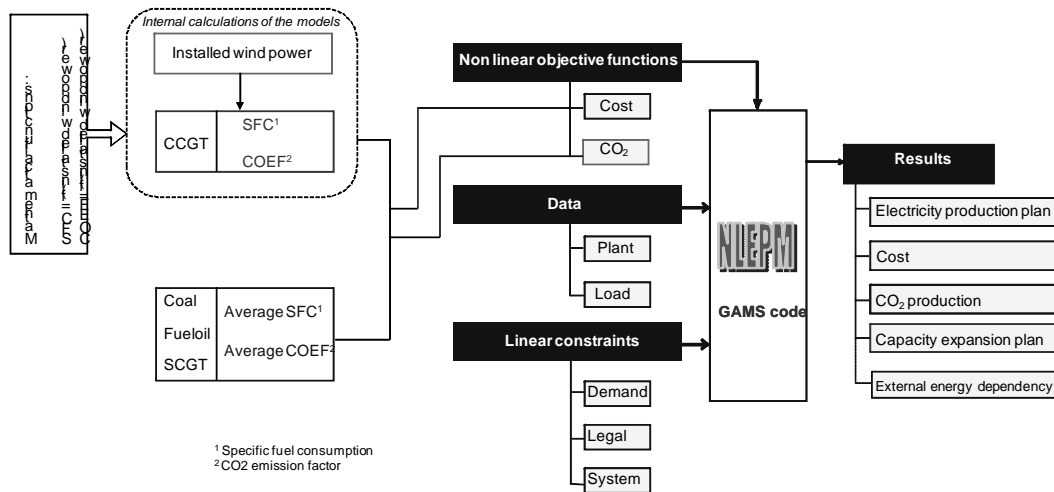 Internal calculations of the models
Installed wind power
CCGT
SFC¹
COEF²
Coal
Fueloil
SCGT
Average SFC¹
Average COEF²
¹ Specific fuel consumption
² CO2 emission factor
Non linear objective functions
Cost
CO₂
Data
Plant
Load
Linear constraints
Demand
Legal
System
NLEPM
GAMS code
Results
Electricity production plan
Cost
CO₂ production
Capacity expansion plan
External energy dependency